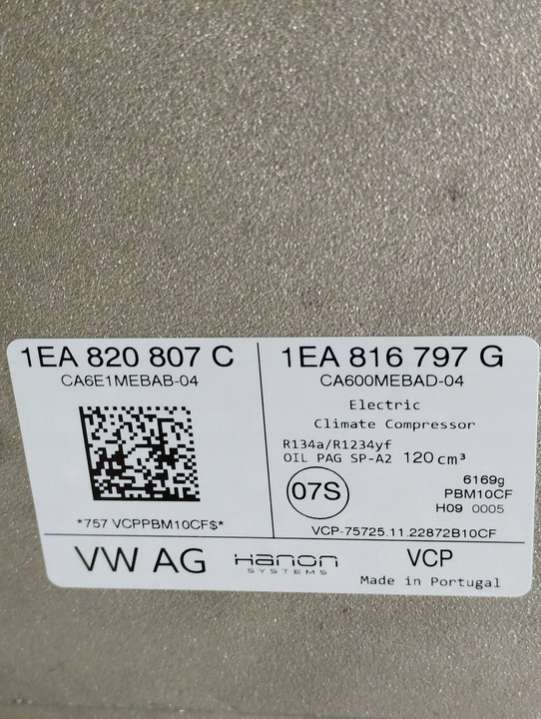 1EA 820 807 C
CA6E1MEBAB-04
*757 VCPPBM10CF$*
1EA 816 797 G
CA600MEBAD-04
Electric
Climate Compressor
R134a/R1234yf
OIL PAG SP-A2 120 cm³
07S
6169g
PBM10CF
H09 0005
VCP-75725.11.22872B10CF
VW AG
Hanon
SYSTEMS
VCP
Made in Portugal